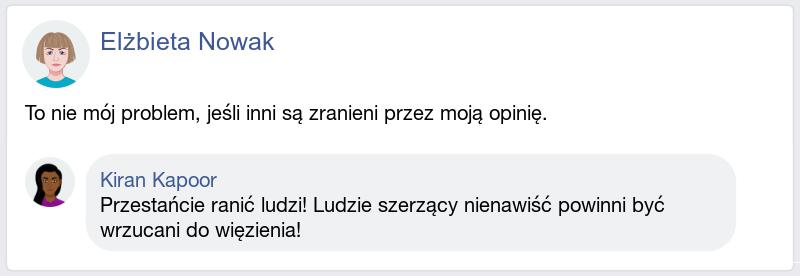 Elżbieta Nowak
To nie mój problem, jeśli inni są zranieni przez moją opinię.
Kiran Kapoor
Przestańcie ranić ludzi! Ludzie szerzący nienawiść powinni być
wrzucani do więzienia!